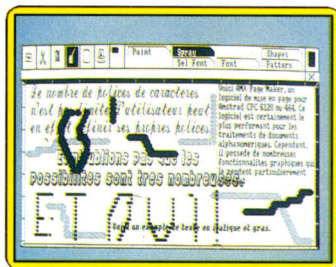 Paint Spray Shapes
Sel Font Font Pattern
Le nombre de polices de caractères
n'est pas limité l'utilisateur peut
en effet définir ses propres polices
N'oublions pas que les
possibilités sont très nombreuses.
Voici AMX Page Maker, un
logiciel de mise en page pour
Amstrad CPC 6128 ou 464. Ce
logiciel est certainement le
plus performant pour les
traitements de documents
alphanumériques. Cependant,
il possède de nombreuses
fonctionnalités graphiques qui
le rendent particulièrement
Voici un exemple de texte en italique et gras.